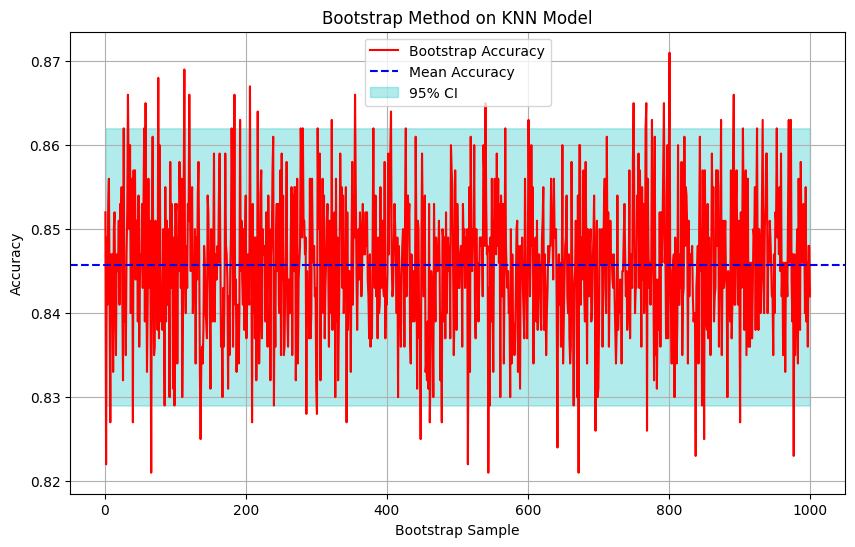 Bootstrap Method on KNN Model
Bootstrap Accuracy
Mean Accuracy
95% CI
Accuracy
0.87
0.86
0.85
0.84
0.83
0.82
0
200
400
600
800
1000
Bootstrap Sample